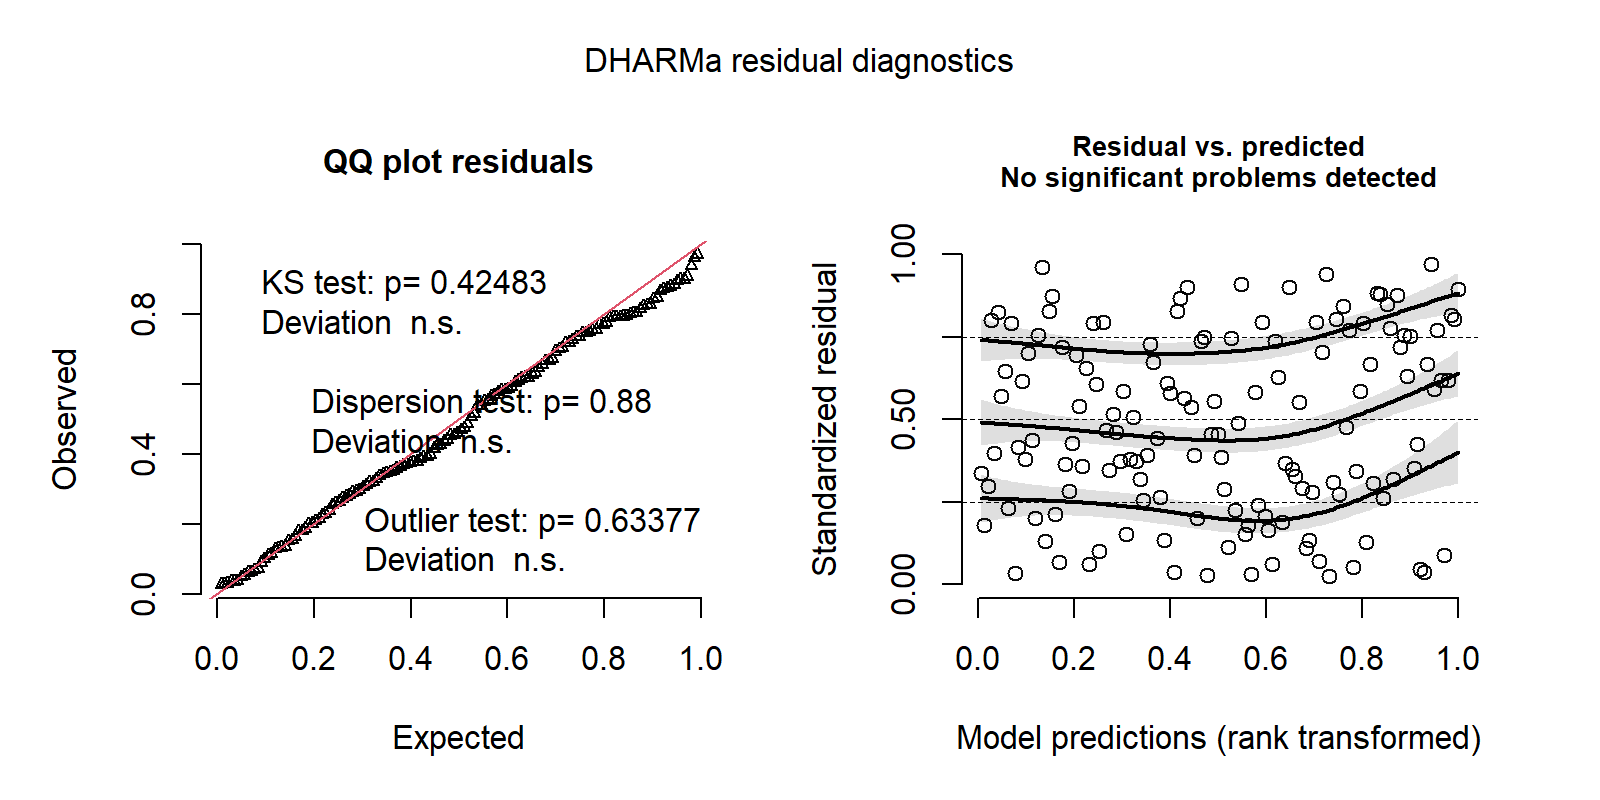 DHARMa residual diagnostics
QQ plot residuals
KS test: p= 0.42483
Deviation  n.s.
Dispersion test: p= 0.88
Deviation  n.s.
Outlier test: p= 0.63377
Deviation  n.s.
Observed
0.0
0.4
0.8
0.0 0.2 0.4 0.6 0.8 1.0
Expected
Residual vs. predicted
No significant problems detected
Standardized residual
0.00
0.50
1.00
0.0 0.2 0.4 0.6 0.8 1.0
Model predictions (rank transformed)